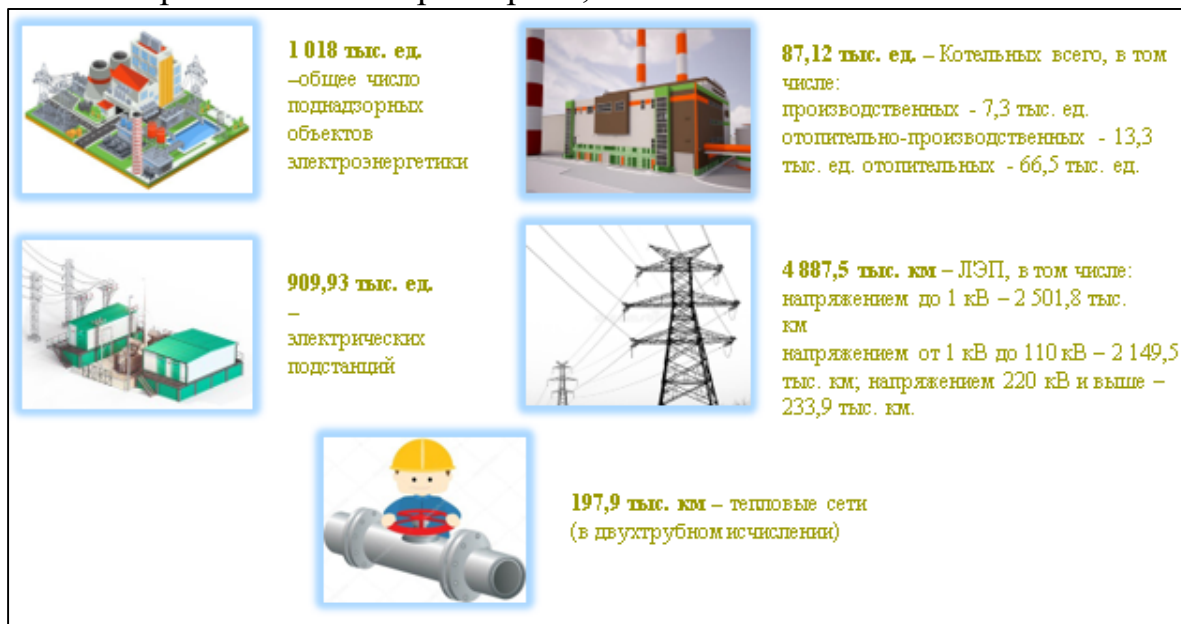 1 018 тыс. ед.
–общее число
поднадзорных
объектов
электроэнергетики
87,12 тыс. ед. – Котельных всего, в том
числе:
производственных - 7,3 тыс. ед.
отопительно-производственных - 13,3
тыс. ед. отопительных - 66,5 тыс. ед.
909,93 тыс. ед.
–
электрических
подстанций
4 887,5 тыс. км – ЛЭП, в том числе:
напряжением до 1 кВ – 2 501,8 тыс.
км
напряжением от 1 кВ до 110 кВ – 2 149,5
тыс. км; напряжением 220 кВ и выше –
233,9 тыс. км.
197,9 тыс. км – тепловые сети
(в двухтрубном исчислении)